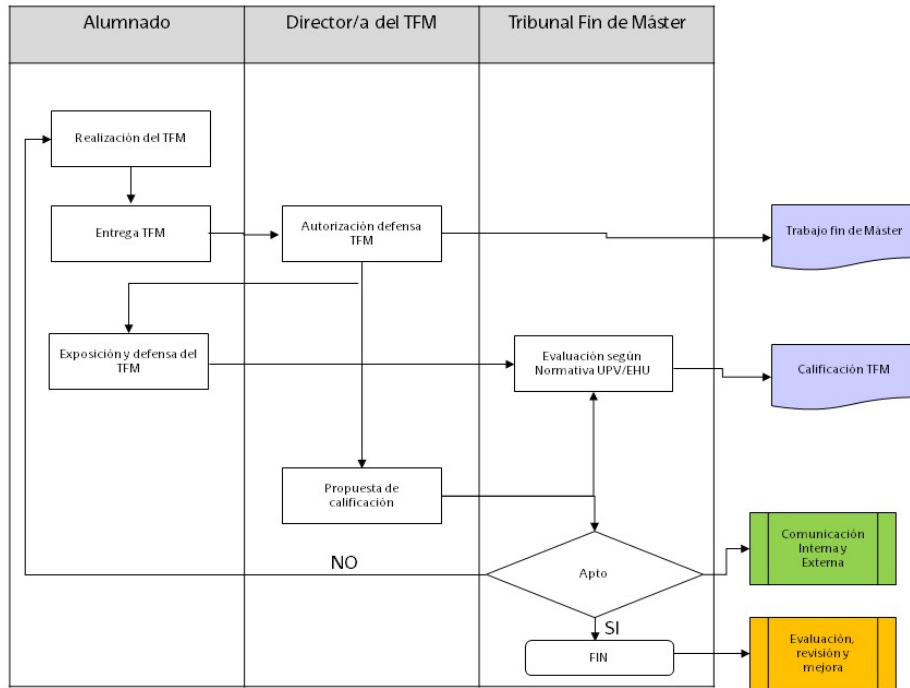 Alumnado
Director/a del TFM
Tribunal Fin de Máster
Realización del TFM
Entrega TFM
Autorización defensa
TFM
Trabajo fin de Máster
Exposición y defensa del
TFM
Evaluación según
Normativa UPV/EHU
Calificación TFM
Propuesta de
calificación
Comunicación
Interna y
Externa
NO
Apto
SI
FIN
Evaluación,
revisión y
mejora